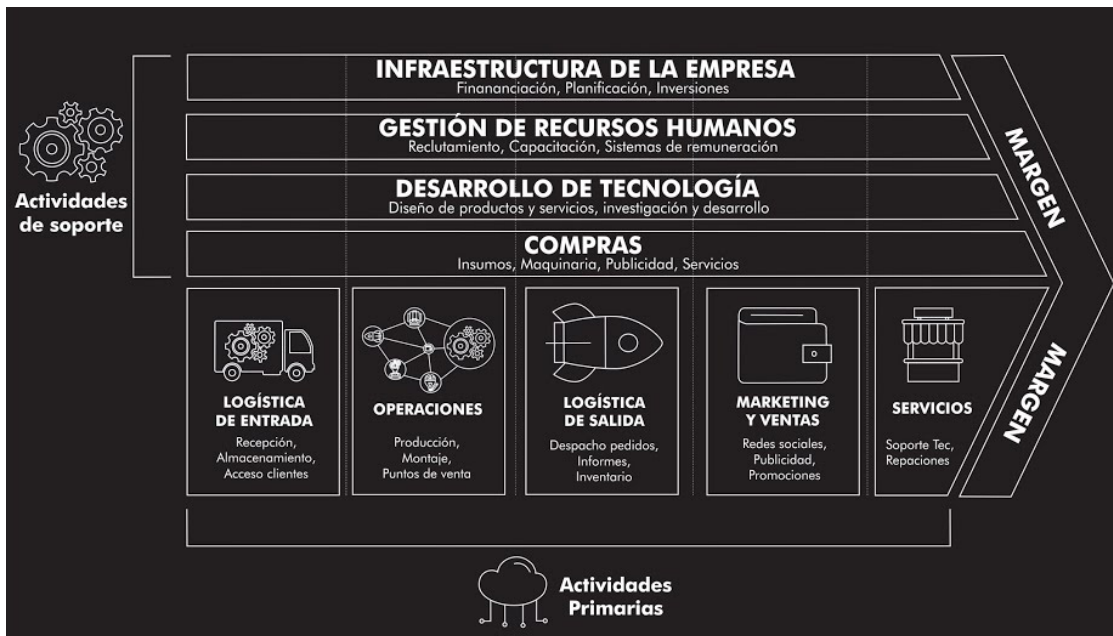 INFRAESTRUCTURA DE LA EMPRESA
Finananciación, Planificación, Inversiones
GESTIÓN DE RECURSOS HUMANOS
Reclutamiento, Capacitación, Sistemas de remuneración
DESARROLLO DE TECNOLOGÍA
Diseño de productos y servicios, investigación y desarrollo
COMPRAS
Insumos, Maquinaria, Publicidad, Servicios
Actividades
de soporte
MARGEN
MARGEN
LOGÍSTICA
DE ENTRADA
Recepción,
Almacenamiento,
Acceso clientes
OPERACIONES
Producción,
Montaje,
Puntos de venta
LOGÍSTICA
DE SALIDA
Despacho pedidos,
Informes,
Inventario
MARKETING
Y VENTAS
Redes sociales,
Publicidad,
Promociones
SERVICIOS
Soporte Tec,
Repaciones
Actividades
Primarias